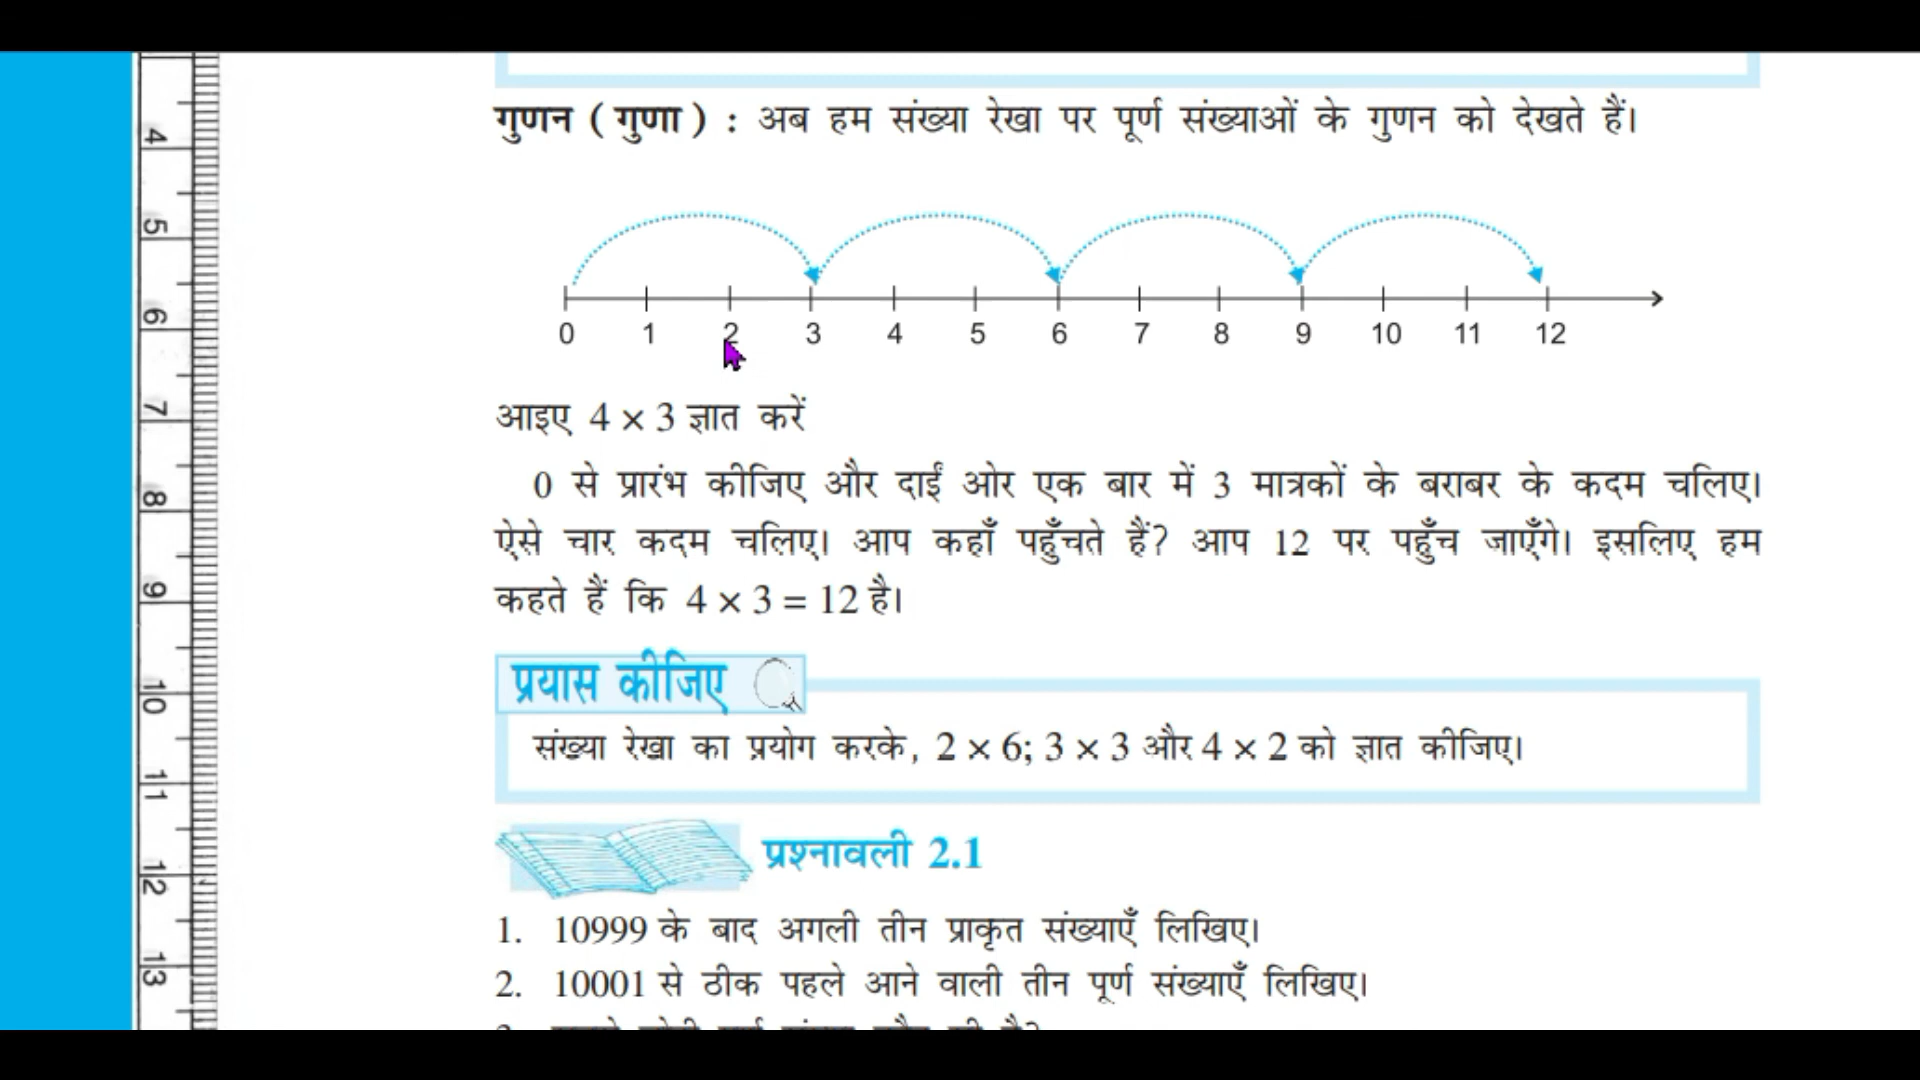 गुणन ( गुणा ) : अब हम संख्या रेखा पर पूर्ण संख्याओं के गुणन को देखते हैं।
0 1 2 3 4 5 6 7 8 9 10 11 12
आइए 4 × 3 ज्ञात करें
0 से प्रारंभ कीजिए और दाईं ओर एक बार में 3 मात्रकों के बराबर के कदम चलिए।
ऐसे चार कदम चलिए। आप कहाँ पहुँचते हैं? आप 12 पर पहुँच जाएँगे। इसलिए हम
कहते हैं कि 4 × 3 = 12 है।
प्रयास कीजिए
संख्या रेखा का प्रयोग करके, 2 × 6; 3 × 3 और 4 × 2 को ज्ञात कीजिए।
प्रश्नावली 2.1
1. 10999 के बाद अगली तीन प्राकृत संख्याएँ लिखिए।
2. 10001 से ठीक पहले आने वाली तीन पूर्ण संख्याएँ लिखिए।
4
5
6
7
8
9
10
11
12
13